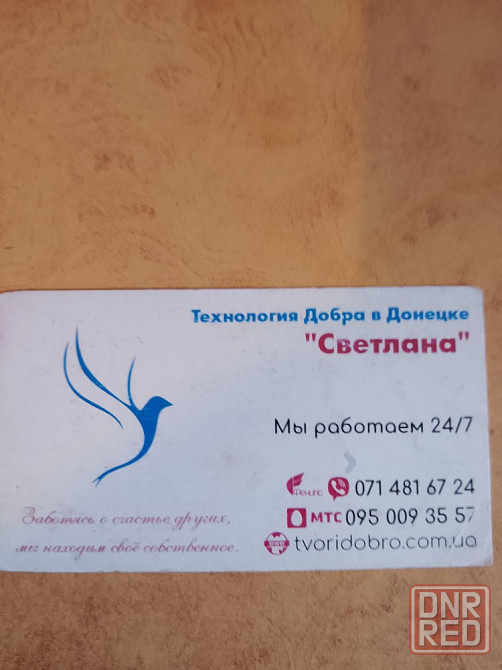 Технология Добра в Донецке
"Светлана"
Мы работаем 24/7
071 481 67 24
МТС 095 009 35 57
www tvoridobro.com.ua
Заботясь о счастье других,
мы находим своё собственное.
DNR
RED